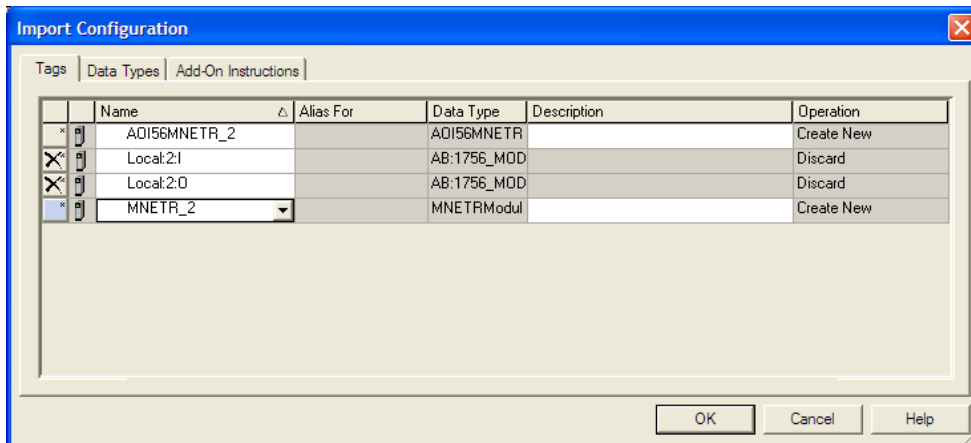 Import Configuration
Tags Data Types Add-On Instructions
Name Alias For Data Type Description Operation
AOI56MNETR_2 AOI56MNETR Create New
Local:2:I AB:1756_MOD Discard
Local:2:O AB:1756_MOD Discard
MNETR_2 MNETRModul Create New
OK Cancel Help